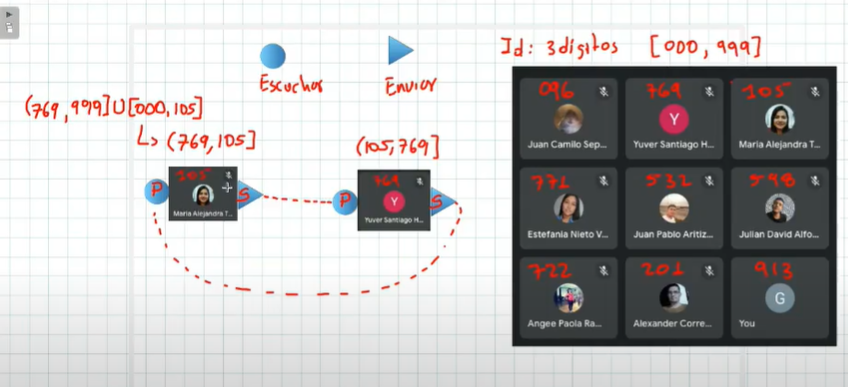 Id: 3 dígitos [000, 999]
Escuchar
Enviar
(769, 999] U [000, 105]
↳ (769, 105]
(105, 769]
P
105
Maria Alejandra T...
S
P
769
Y
Yuver Santiago H...
S
096
Juan Camilo Sep...
769
Y
Yuver Santiago H...
105
Maria Alejandra T...
771
Estefania Nieto V...
532
Juan Pablo Aritiz...
598
Julian David Alfo...
722
Angee Paola Ra...
201
Alexander Corre...
913
G
You